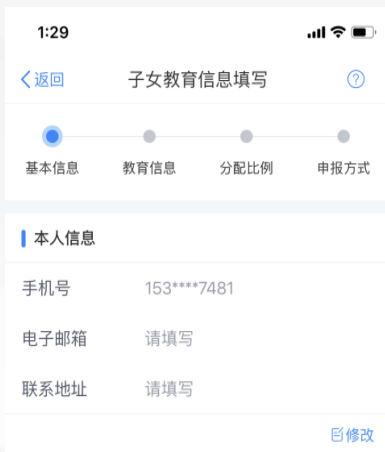 1:29
返回 子女教育信息填写 ?
基本信息 教育信息 分配比例 申报方式
本人信息
手机号 153****7481
电子邮箱 请填写
联系地址 请填写
修改